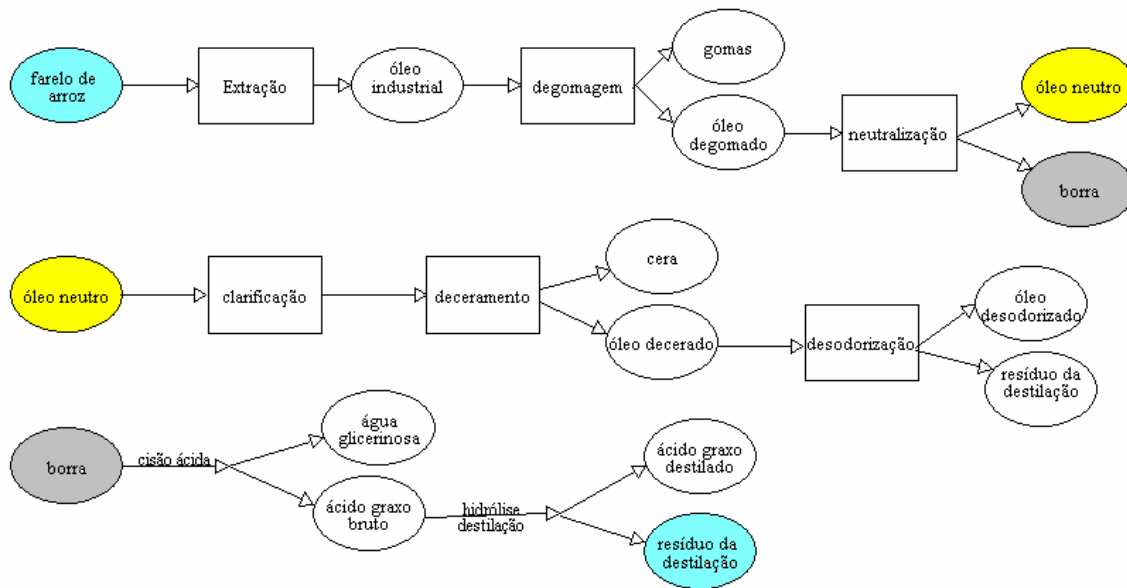 farelo de
arroz
Extração
óleo
industrial
degomagem
gomas
óleo
degomado
neutralização
óleo neutro
borra
óleo neutro
clarificação
deceramento
cera
óleo decerado
desodorização
óleo
desodorizado
resíduo da
destilação
borra
cisão ácida
água
glicerinosa
ácido graxo
bruto
hidrólise
destilação
ácido graxo
destilado
resíduo da
destilação